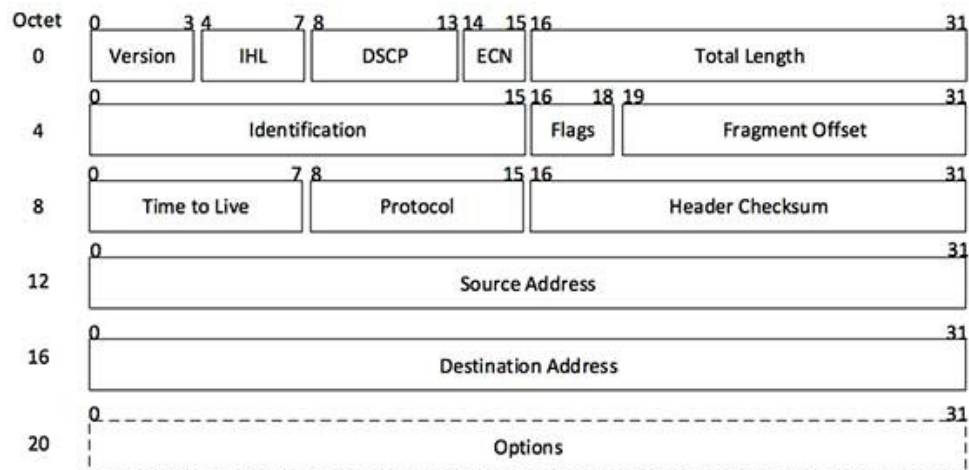 Octet 0 3 4 7 8 13 14 15 16 31
0 Version IHL DSCP ECN Total Length
0 15 16 18 19 31
4 Identification Flags Fragment Offset
0 7 8 15 16 31
8 Time to Live Protocol Header Checksum
0 31
12 Source Address
0 31
16 Destination Address
0 31
20 Options